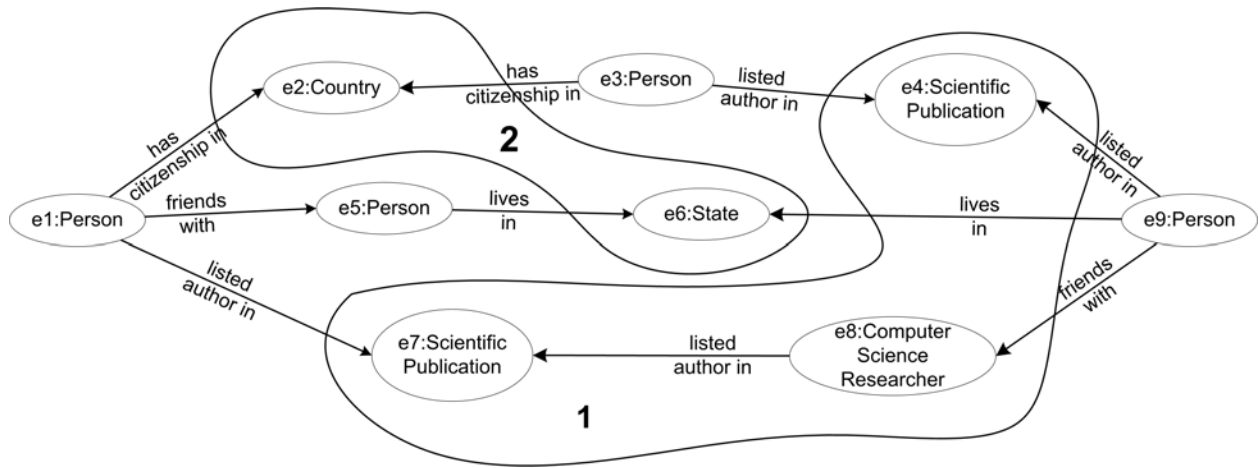 has
citizenship in
e3:Person
listed
author in
e2:Country
e4:Scientific
Publication
has
citizenship in
2
listed
author in
e1:Person
friends
with
e5:Person
lives
in
e6:State
lives
in
e9:Person
listed
author in
friends
with
e7:Scientific
Publication
listed
author in
e8:Computer
Science
Researcher
1